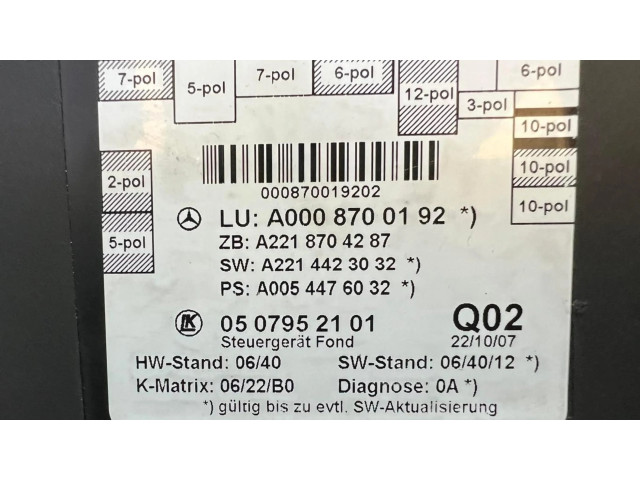 7-pol
5-pol
7-pol
6-pol
12-pol
3-pol
6-pol
10-pol
10-pol
10-pol
2-pol
5-pol
000870019202
LU: A000 870 01 92 *)
ZB: A221 870 42 87
SW: A221 442 30 32 *)
PS: A005 447 60 32 *)
LK 05 0795 21 01 Q02
Steuergerät Fond 22/10/07
HW-Stand: 06/40 SW-Stand: 06/40/12 *)
K-Matrix: 06/22/B0 Diagnose: 0A *)
*) gültig bis zu evtl. SW-Aktualisierung